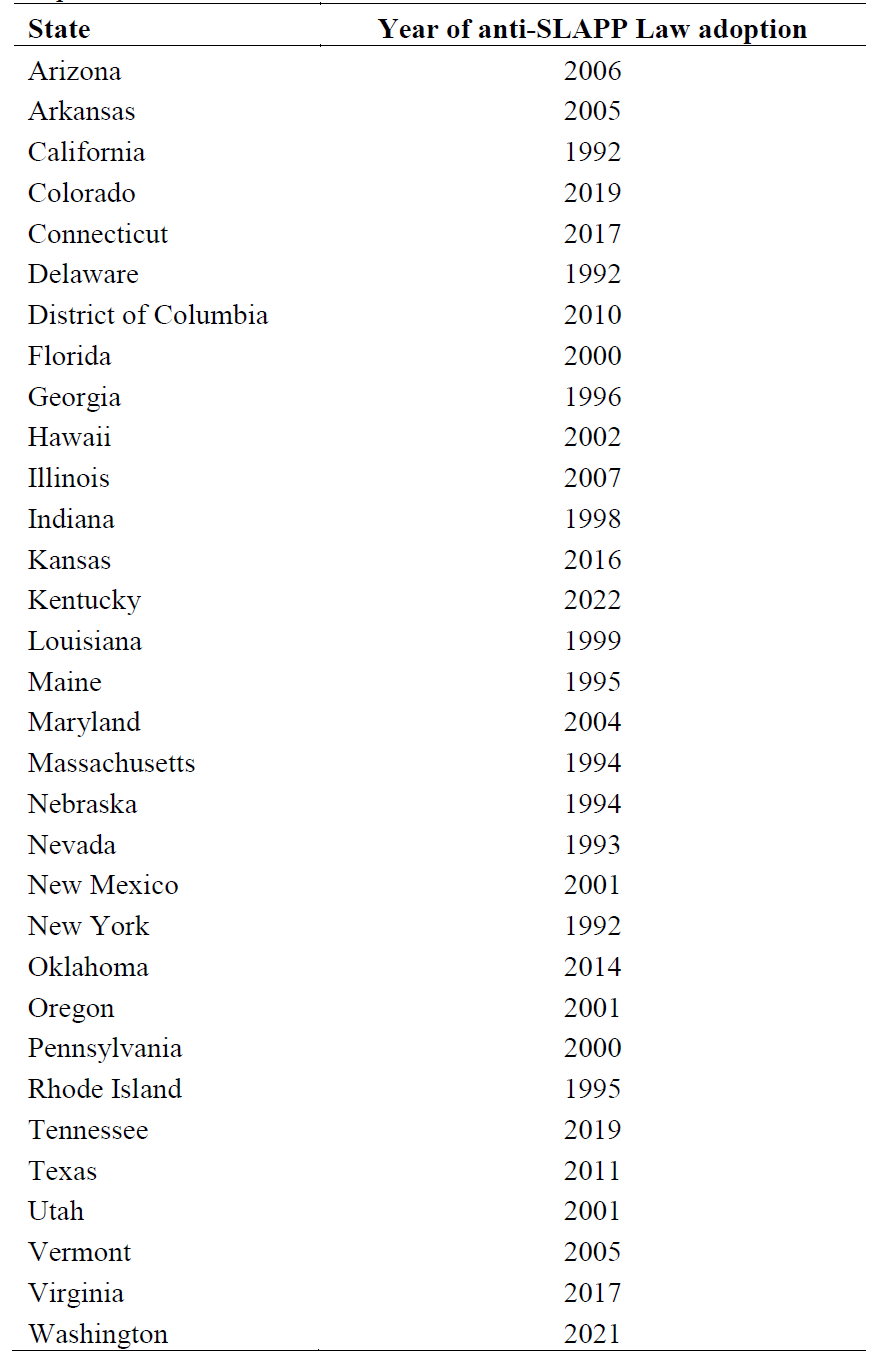 State Year of anti-SLAPP Law adoption
Arizona 2006
Arkansas 2005
California 1992
Colorado 2019
Connecticut 2017
Delaware 1992
District of Columbia 2010
Florida 2000
Georgia 1996
Hawaii 2002
Illinois 2007
Indiana 1998
Kansas 2016
Kentucky 2022
Louisiana 1999
Maine 1995
Maryland 2004
Massachusetts 1994
Nebraska 1994
Nevada 1993
New Mexico 2001
New York 1992
Oklahoma 2014
Oregon 2001
Pennsylvania 2000
Rhode Island 1995
Tennessee 2019
Texas 2011
Utah 2001
Vermont 2005
Virginia 2017
Washington 2021